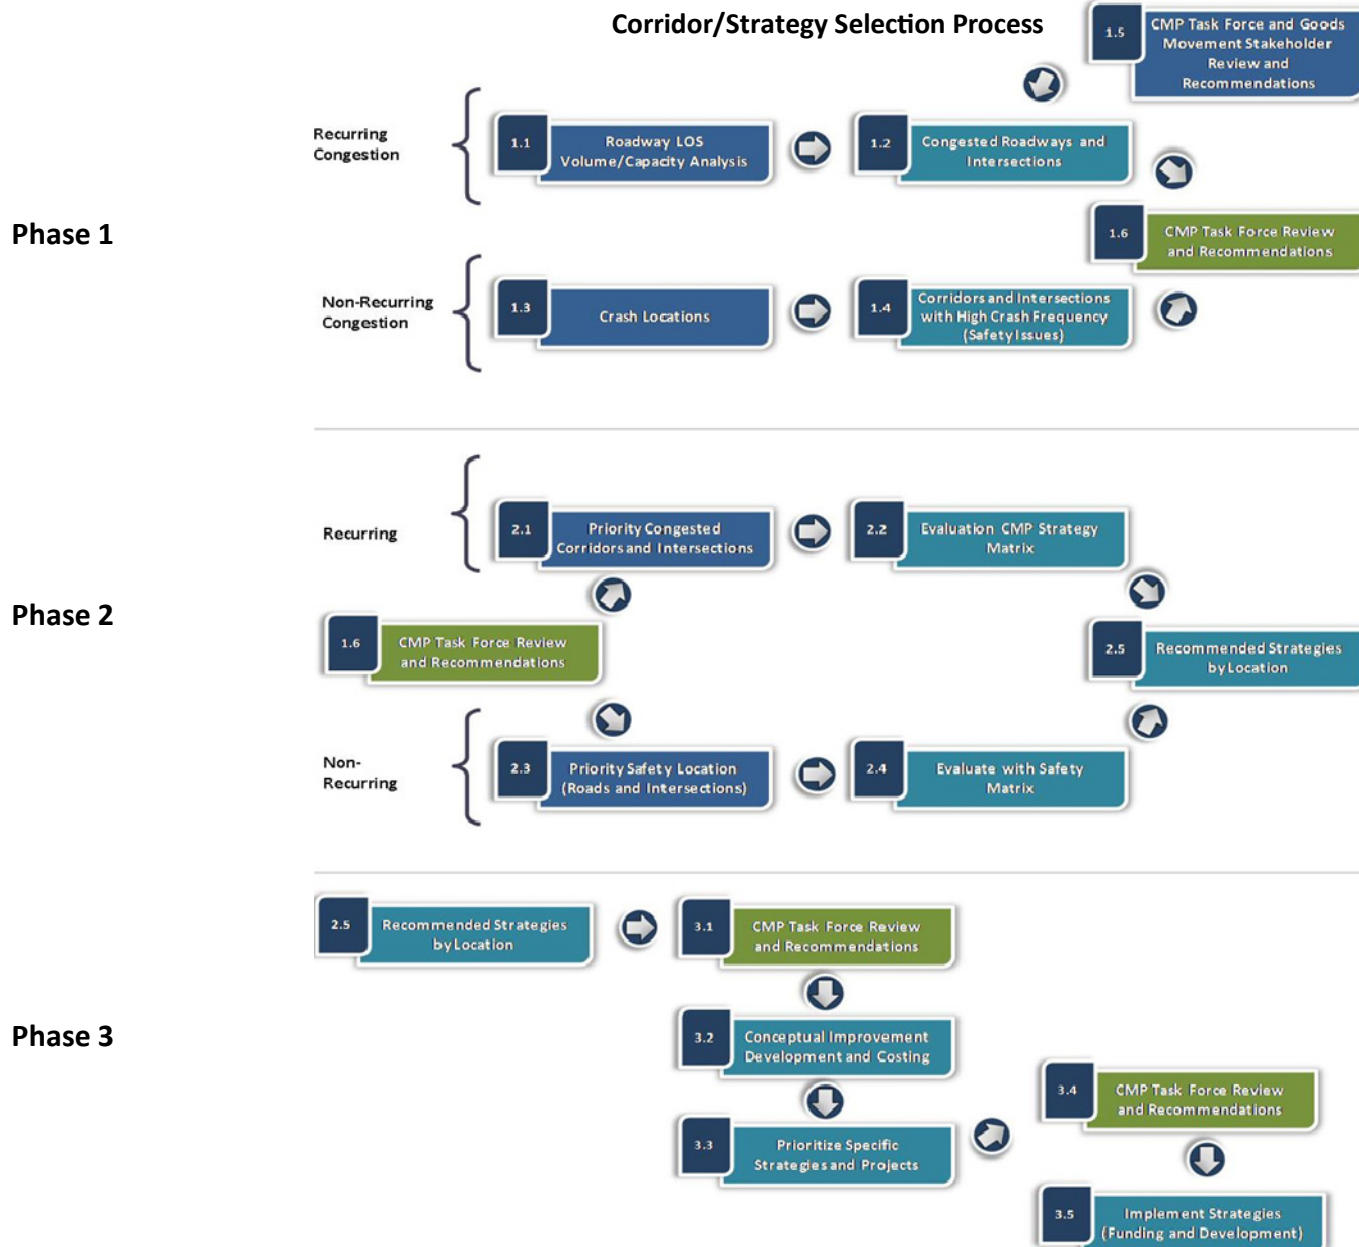 Corridor/Strategy Selection Process
1.5
CMP Task Force and Goods
Movement Stakeholder
Review and
Recommendations
Phase 1
Recurring
Congestion
1.1
Roadway LOS
Volume/Capacity Analysis
1.2
Congested Roadways and
Intersections
1.6
CMP Task Force Review
and Recommendations
Non-Recurring
Congestion
1.3
Crash Locations
1.4
Corridors and Intersections
with High Crash Frequency
(Safety Issues)
Phase 2
Recurring
2.1
Priority Congested
Corridors and Intersections
2.2
Evaluation CMP Strategy
Matrix
1.6
CMP Task Force Review
and Recommendations
2.5
Recommended Strategies
by Location
Non-
Recurring
2.3
Priority Safety Location
(Roads and Intersections)
2.4
Evaluate with Safety
Matrix
Phase 3
2.5
Recommended Strategies
by Location
3.1
CMP Task Force Review
and Recommendations
3.2
Conceptual Improvement
Development and Costing
3.3
Prioritize Specific
Strategies and Projects
3.4
CMP Task Force Review
and Recommendations
3.5
Implement Strategies
(Funding and Development)